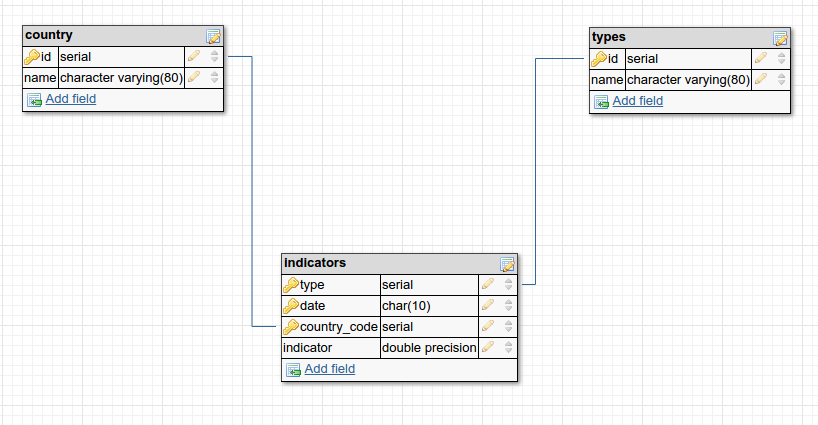 country
id serial
name character varying(80)
Add field
types
id serial
name character varying(80)
Add field
indicators
type serial
date char(10)
country_code serial
indicator double precision
Add field